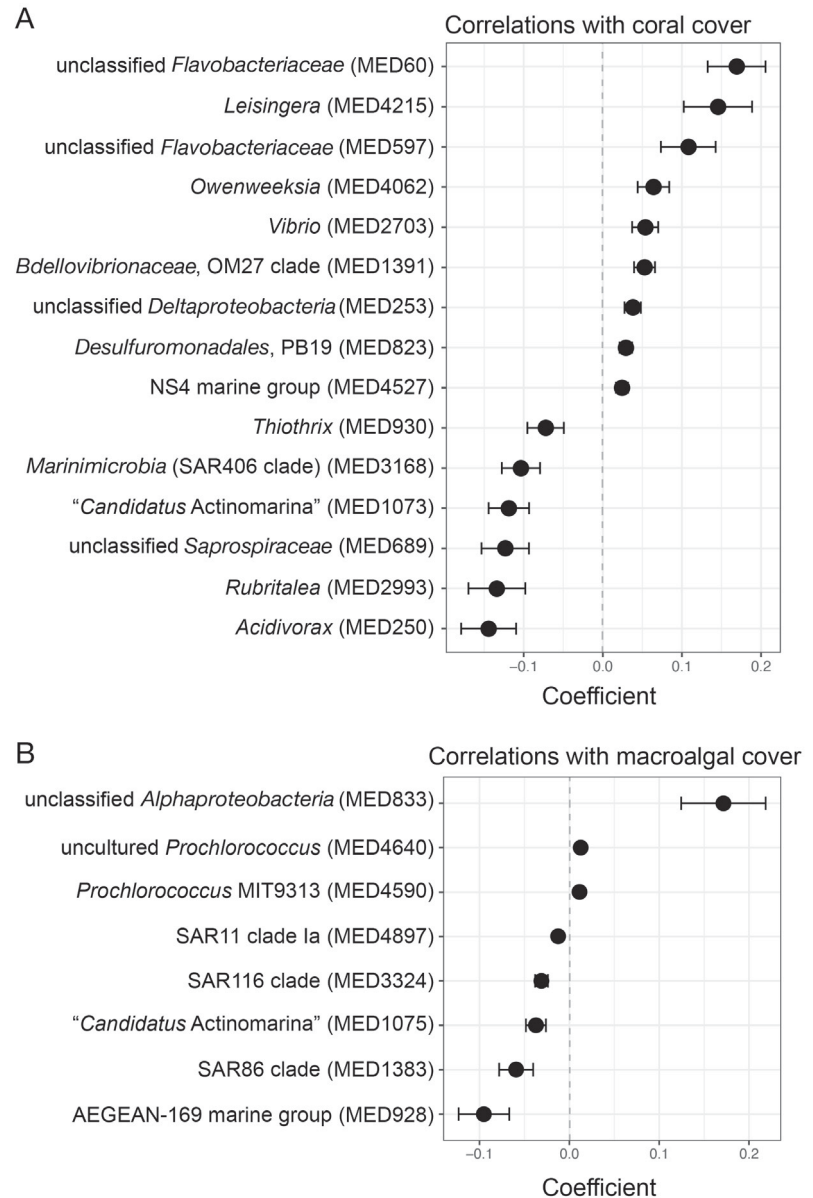 A
Correlations with coral cover
unclassified Flavobacteriaceae (MED60)
Leisingera (MED4215)
unclassified Flavobacteriaceae (MED597)
Owenweeksia (MED4062)
Vibrio (MED2703)
Bdellovibrionaceae, OM27 clade (MED1391)
unclassified Deltaproteobacteria (MED253)
Desulfuromonadales, PB19 (MED823)
NS4 marine group (MED4527)
Thiothrix (MED930)
Marinimicrobia (SAR406 clade) (MED3168)
“Candidatus Actinomarina” (MED1073)
unclassified Saprospiraceae (MED689)
Rubritalea (MED2993)
Acidivorax (MED250)
−0.1 0.0 0.1 0.2
Coefficient
B
Correlations with macroalgal cover
unclassified Alphaproteobacteria (MED833)
uncultured Prochlorococcus (MED4640)
Prochlorococcus MIT9313 (MED4590)
SAR11 clade Ia (MED4897)
SAR116 clade (MED3324)
“Candidatus Actinomarina” (MED1075)
SAR86 clade (MED1383)
AEGEAN-169 marine group (MED928)
−0.1 0.0 0.1 0.2
Coefficient